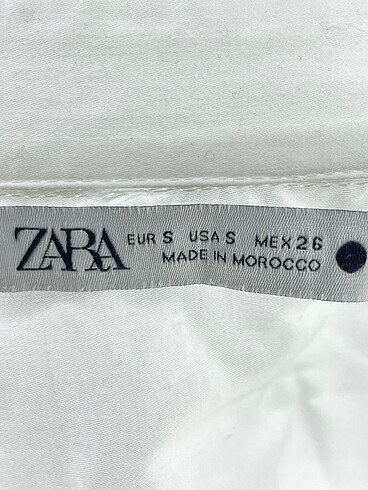 ZARA EUR S USA S MEX 26
MADE IN MOROCCO